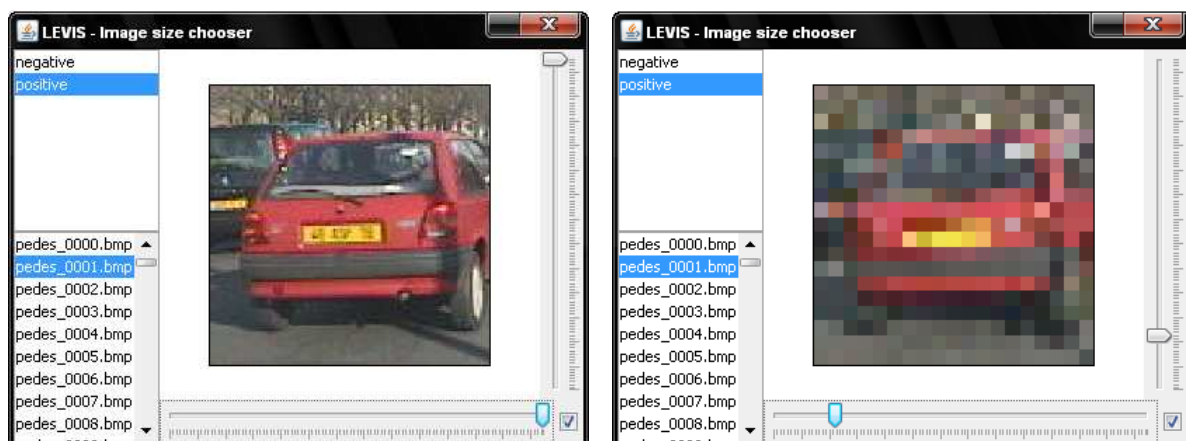 LEVIS - Image size chooser
negative
positive
pedes_0000.bmp
pedes_0001.bmp
pedes_0002.bmp
pedes_0003.bmp
pedes_0004.bmp
pedes_0005.bmp
pedes_0006.bmp
pedes_0007.bmp
pedes_0008.bmp
LEVIS - Image size chooser
negative
positive
pedes_0000.bmp
pedes_0001.bmp
pedes_0002.bmp
pedes_0003.bmp
pedes_0004.bmp
pedes_0005.bmp
pedes_0006.bmp
pedes_0007.bmp
pedes_0008.bmp